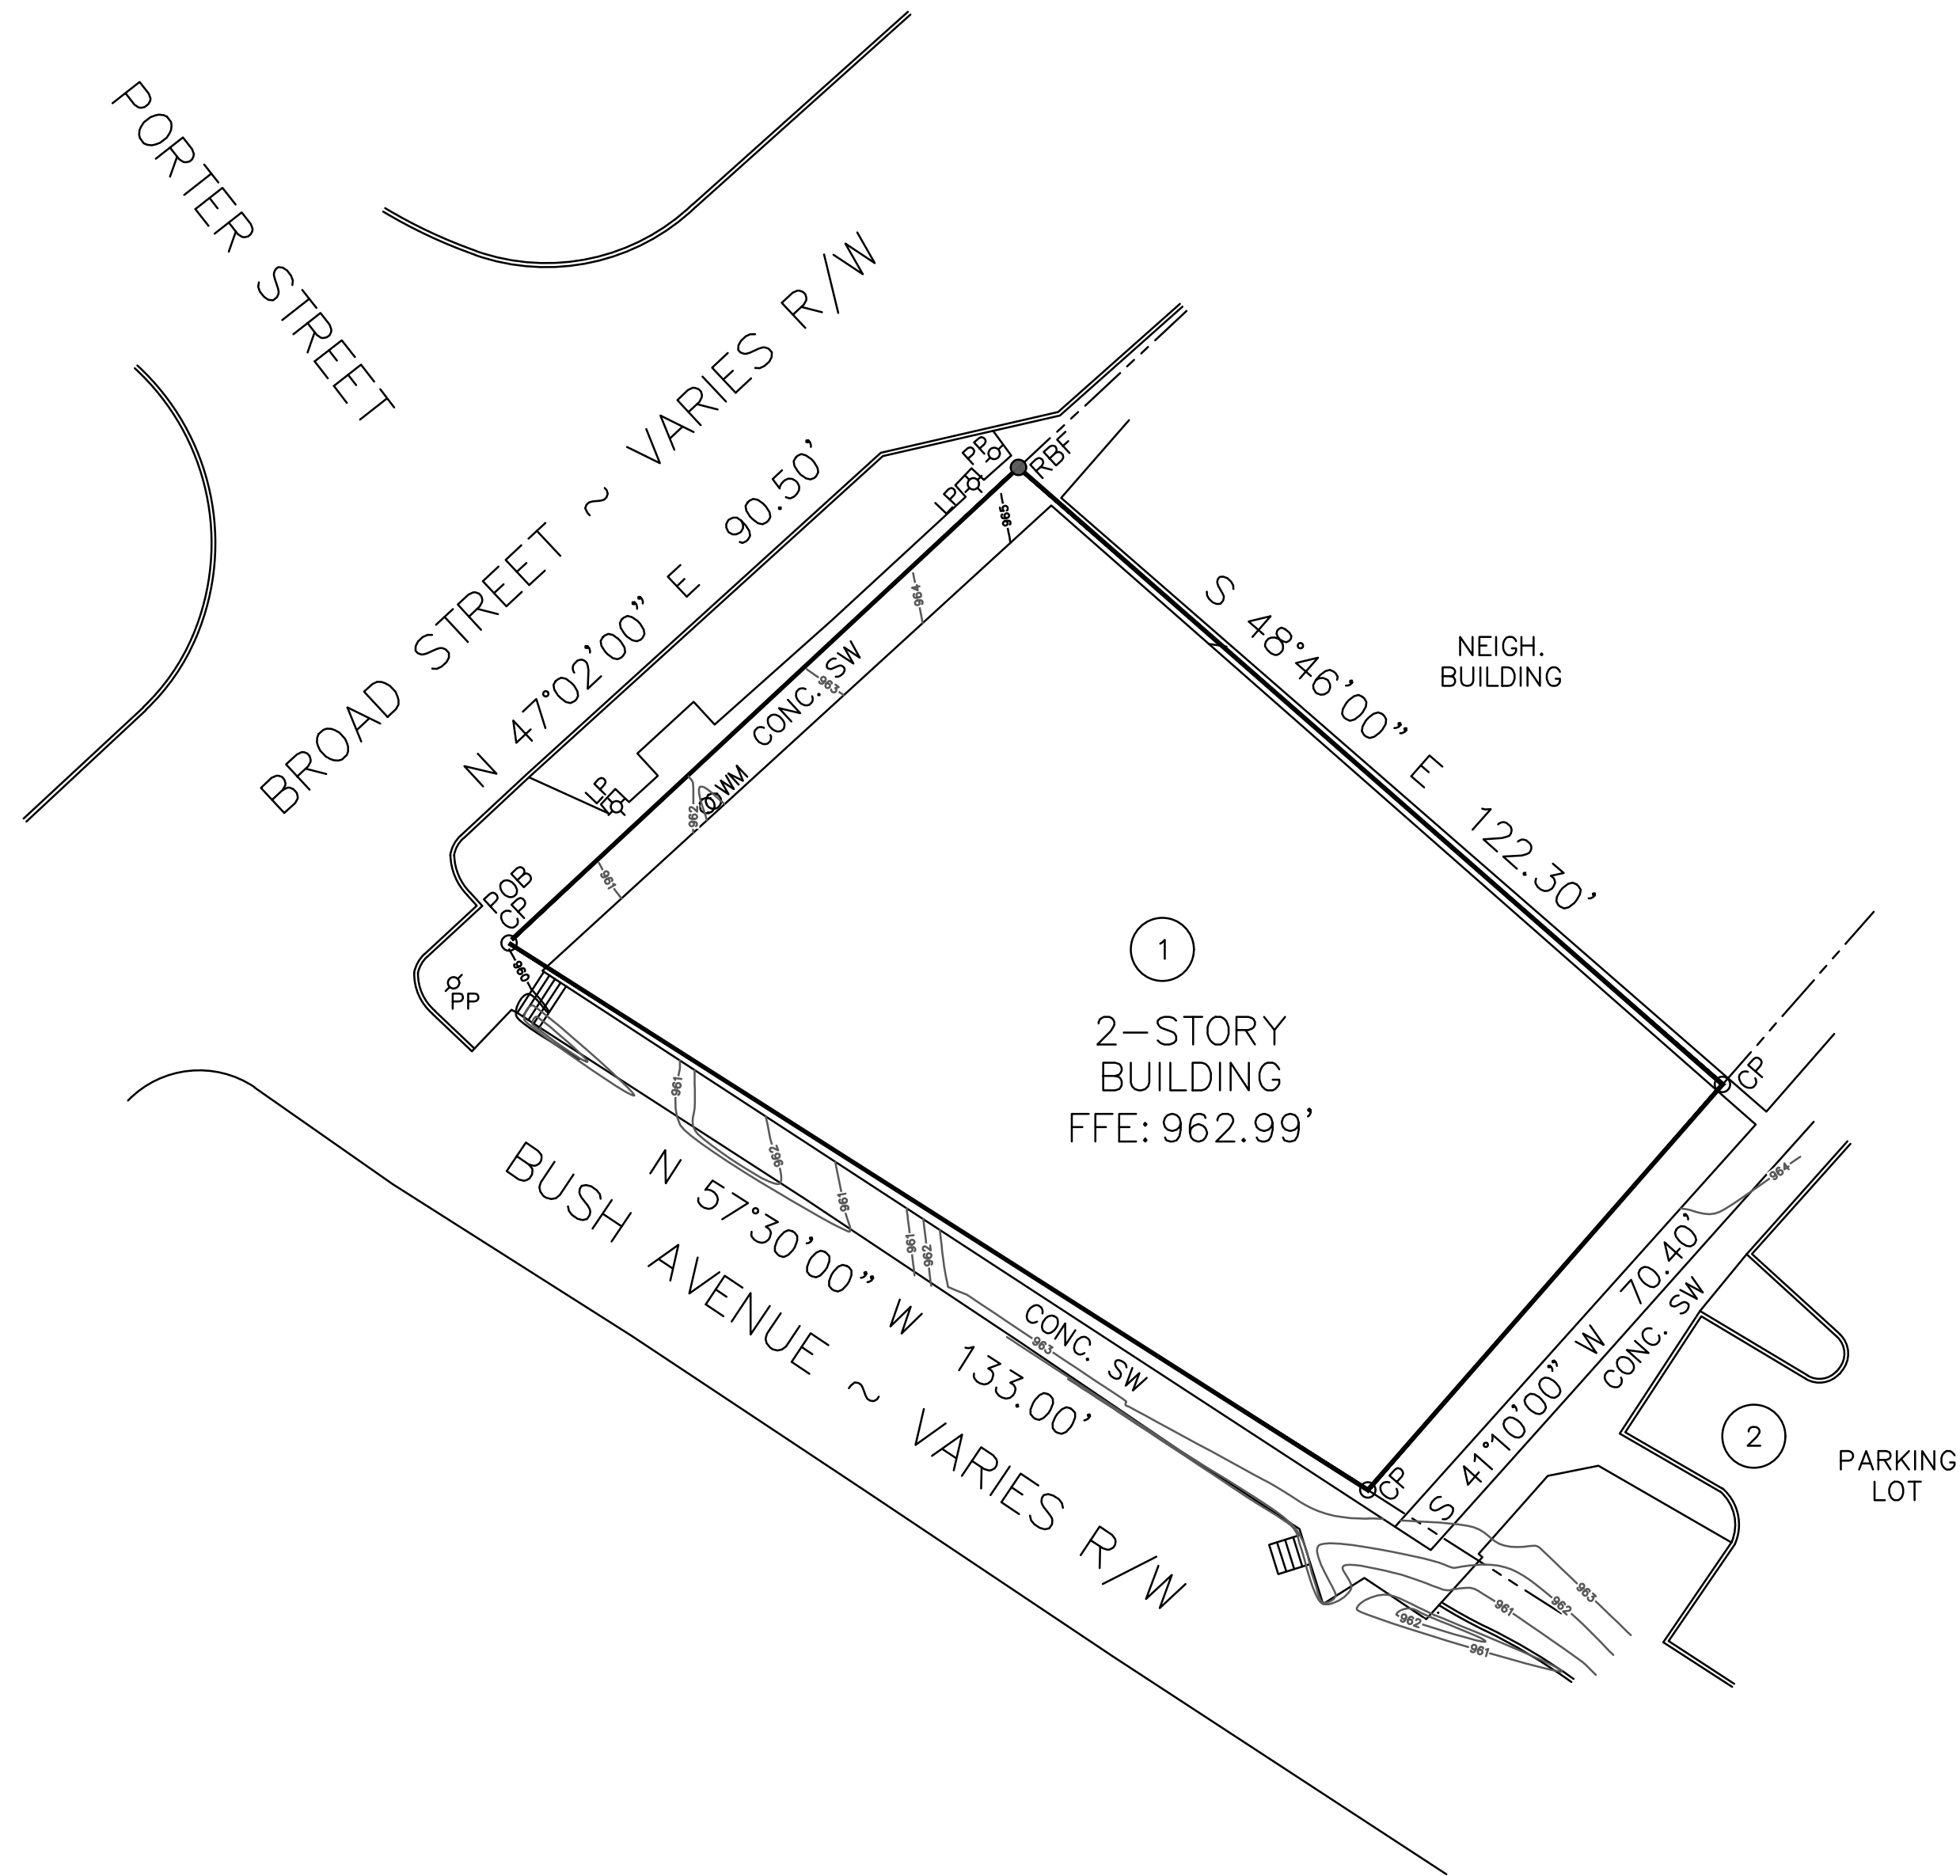 PORTER STREET
BROAD STREET ~ VARIES R/W
N 47°02'00" E 90.50'
PP
LP
RBF
965
964
963
CONC. SW
S 48°46'00" E 122.30'
NEIGH.
BUILDING
LP
962
WM
961
POB
CP
960
PP
1
2-STORY
BUILDING
FFE: 962.99'
CP
964
961
962
961
961
962
963
CONC. SW
N 57°30'00" W 133.00'
BUSH AVENUE ~ VARIES R/W
S 41°10'00" W 70.40'
CONC. SW
CP
2
PARKING
LOT
963
962
961
962
961